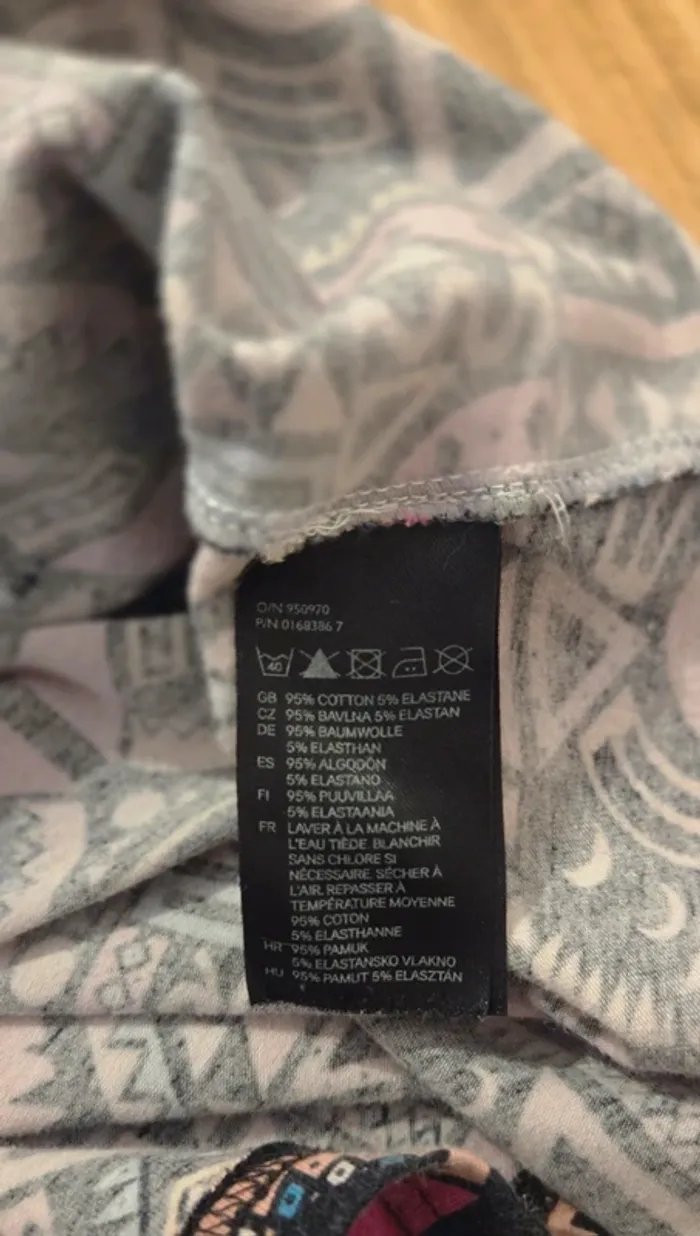 O/N 950970
P/N 0168386 7
40
GB 95% COTTON 5% ELASTANE
CZ 95% BAVLNA 5% ELASTAN
DE 95% BAUMWOLLE
5% ELASTHAN
ES 95% ALGODÓN
5% ELASTANO
FI 95% PUUVILLAA
5% ELASTAANIA
FR LAVER À LA MACHINE À
L'EAU TIÈDE. BLANCHIR
SANS CHLORE SI
NÉCESSAIRE. SÉCHER À
L'AIR. REPASSER À
TEMPÉRATURE MOYENNE
95% COTON
5% ELASTHANNE
HR 95% PAMUK
5% ELASTANSKO VLAKNO
HU 95% PAMUT 5% ELASZTÁN